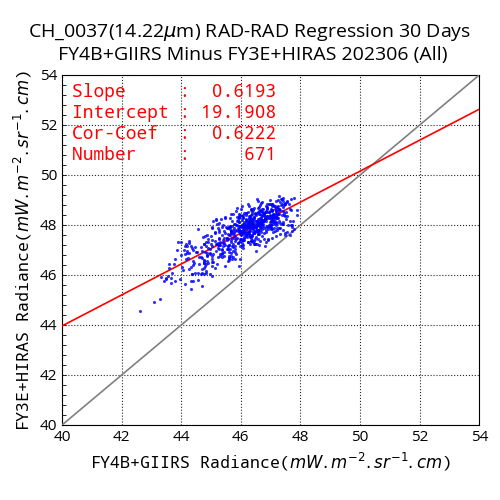 CH_0037(14.22μm) RAD-RAD Regression 30 Days
FY4B+GIIRS Minus FY3E+HIRAS 202306 (All)
Slope : 0.6193
Intercept : 19.1908
Cor-Coef : 0.6222
Number : 671
54
52
50
48
46
44
42
40
FY3E+HIRAS Radiance(mW.m⁻².sr⁻¹.cm)
40 42 44 46 48 50 52 54
FY4B+GIIRS Radiance(mW.m⁻².sr⁻¹.cm)